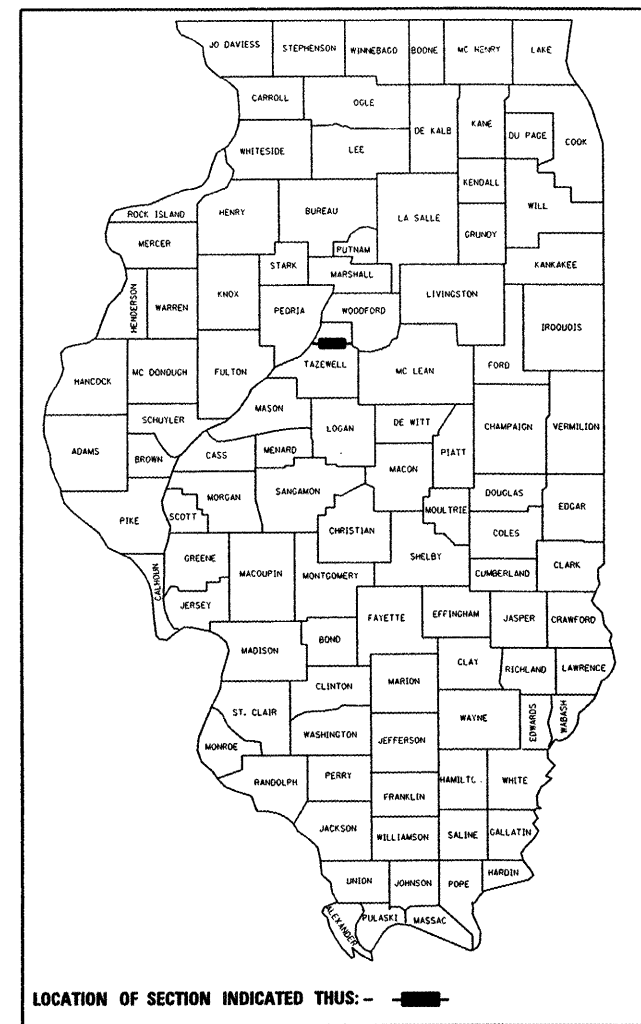 JO DAVIESS STEPHENSON WINNEBAGO BOONE MC HENRY LAKE
CARROLL OGLE DE KALB KANE DU PAGE COOK
WHITESIDE LEE
KENDALL
ROCK ISLAND HENRY BUREAU LA SALLE WILL
GRUNDY
MERCER PUTNAM
STARK MARSHALL KANKAKEE
HENDERSON WARREN KNOX PEORIA WOODFORD LIVINGSTON
IROQUOIS
HANCOCK MC DONOUGH FULTON TAZEWELL MC LEAN FORD
MASON
SCHUYLER LOGAN DE WITT CHAMPAIGN VERMILION
ADAMS BROWN CASS MENARD MACON PIATT
PIKE SCOTT MORGAN SANGAMON MOULTRIE DOUGLAS EDGAR
CHRISTIAN COLES
GREENE SHELBY
CALHOUN MACOUPIN MONTGOMERY CUMBERLAND CLARK
JERSEY FAYETTE EFFINGHAM JASPER CRAWFORD
MADISON BOND
CLAY RICHLAND LAWRENCE
CLINTON MARION
ST. CLAIR WAYNE EDWARDS WABASH
MONROE WASHINGTON JEFFERSON
RANDOLPH PERRY HAMILTC . WHITE
FRANKLIN
JACKSON WILLIAMSON SALINE GALLATIN
UNION JOHNSON POPE HARDIN
ALEXANDER PULASKI MASSAC
LOCATION OF SECTION INDICATED THUS: -